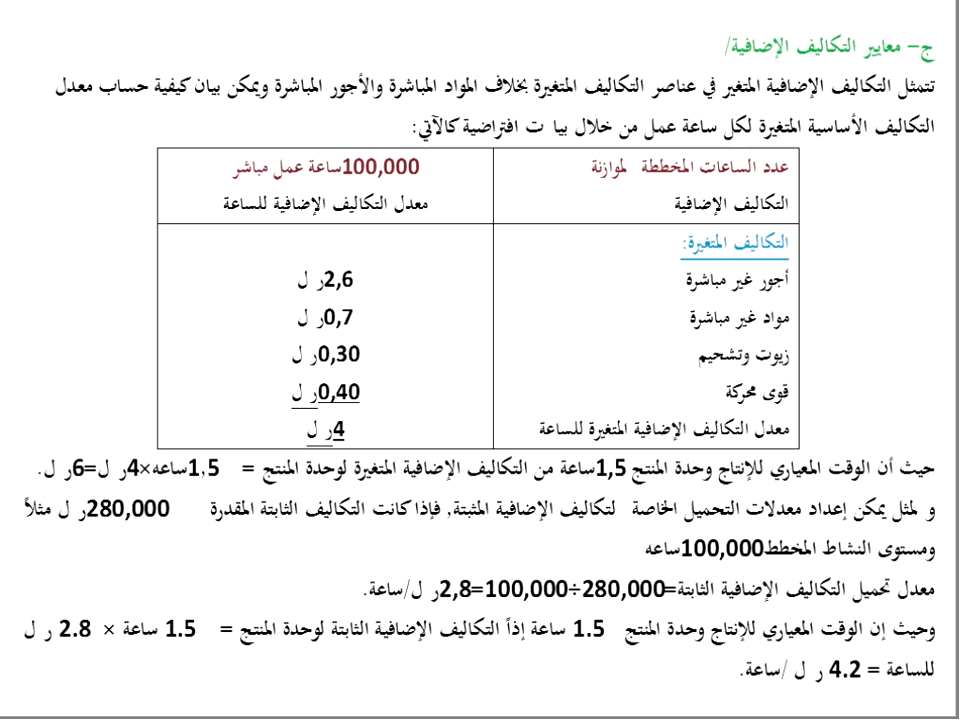 ج- معايير التكاليف الإضافية/
تتمثل التكاليف الإضافية المتغير في عناصر التكاليف المتغيرة بخلاف المواد المباشرة والأجور المباشرة ويمكن بيان كيفية حساب معدل
التكاليف الأساسية المتغيرة لكل ساعة عمل من خلال بيا ت افتراضية كالآتي:
عدد الساعات المخططة لموازنة 100,000ساعة عمل مباشر
التكاليف الإضافية معدل التكاليف الإضافية للساعة
التكاليف المتغيرة:
أجور غير مباشرة 2,6ر ل
مواد غير مباشرة 0,7ر ل
زيوت وتشحيم 0,30ر ل
قوى محركة 0,40ر ل
معدل التكاليف الإضافية المتغيرة للساعة 4ر ل
حيث أن الوقت المعياري للإنتاج وحدة المنتج 1,5ساعة من التكاليف الإضافية المتغيرة لوحدة المنتج = 1,5ساعه×4ر ل=6ر ل.
و لمثل يمكن إعداد معدلات التحميل الخاصة لتكاليف الإضافية المثبتة, فإذا كانت التكاليف الثابتة المقدرة 280,000ر ل مثلاً
ومستوى النشاط المخطط100,000ساعه
معدل تحميل التكاليف الإضافية الثابتة=280,000÷100,000=2,8ر ل/ساعة.
وحيث إن الوقت المعياري للإنتاج وحدة المنتج 1.5 ساعة إذاً التكاليف الإضافية الثابتة لوحدة المنتج = 1.5 ساعة × 2.8 ر ل
للساعة = 4.2 ر ل /ساعة.